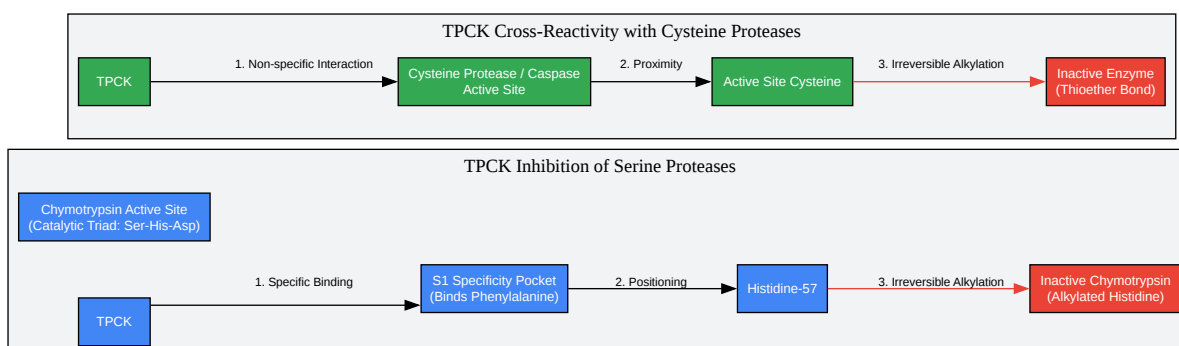 TPCK Cross-Reactivity with Cysteine Proteases
TPCK
1. Non-specific Interaction
Cysteine Protease / Caspase
Active Site
2. Proximity
Active Site Cysteine
3. Irreversible Alkylation
Inactive Enzyme
(Thioether Bond)
TPCK Inhibition of Serine Proteases
Chymotrypsin Active Site
(Catalytic Triad: Ser-His-Asp)
TPCK
1. Specific Binding
S1 Specificity Pocket
(Binds Phenylalanine)
2. Positioning
Histidine-57
3. Irreversible Alkylation
Inactive Chymotrypsin
(Alkylated Histidine)